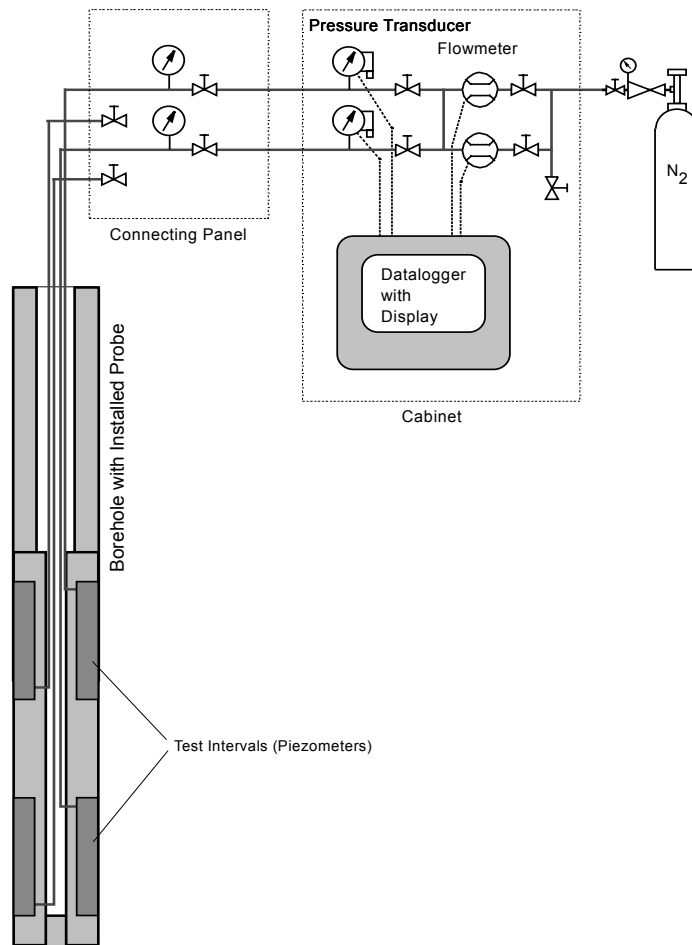 Pressure Transducer
Flowmeter
N2
Connecting Panel
Datalogger
with
Display
Cabinet
Borehole with Installed Probe
Test Intervals (Piezometers)